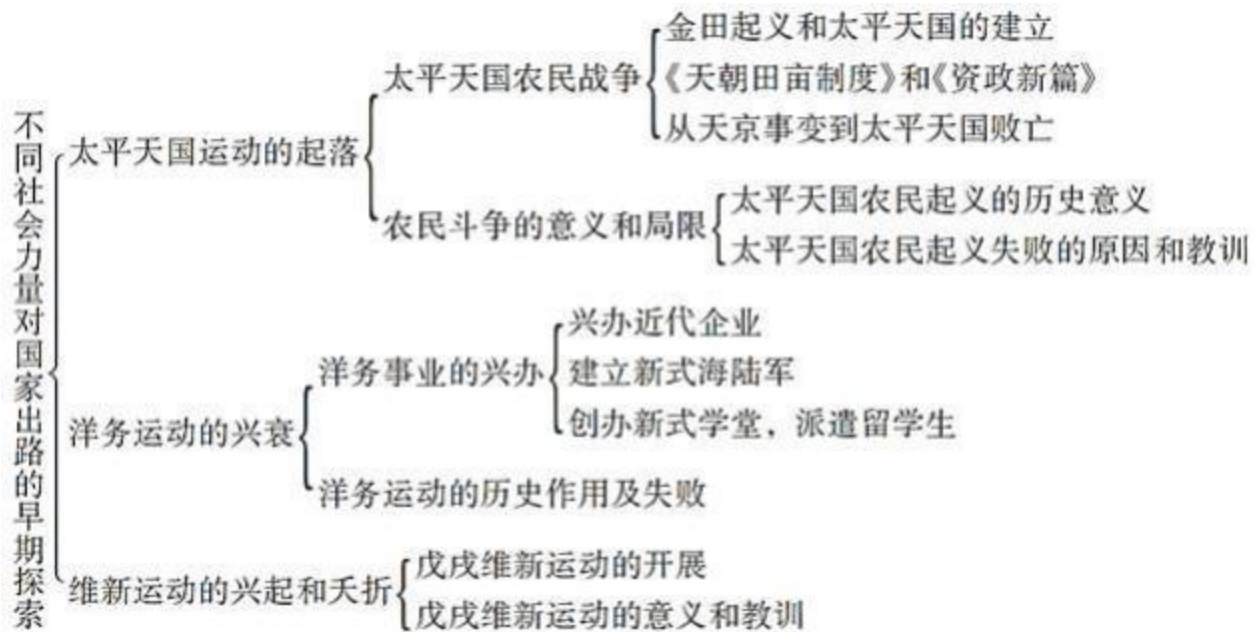 不同社会力量对国家出路的早期探索
太平天国运动的起落
太平天国农民战争
金田起义和太平天国的建立
《天朝田亩制度》和《资政新篇》
从天京事变到太平天国败亡
农民斗争的意义和局限
太平天国农民起义的历史意义
太平天国农民起义失败的原因和教训
洋务运动的兴衰
洋务事业的兴办
兴办近代企业
建立新式海陆军
创办新式学堂，派遣留学生
洋务运动的历史作用及失败
维新运动的兴起和夭折
戊戌维新运动的开展
戊戌维新运动的意义和教训